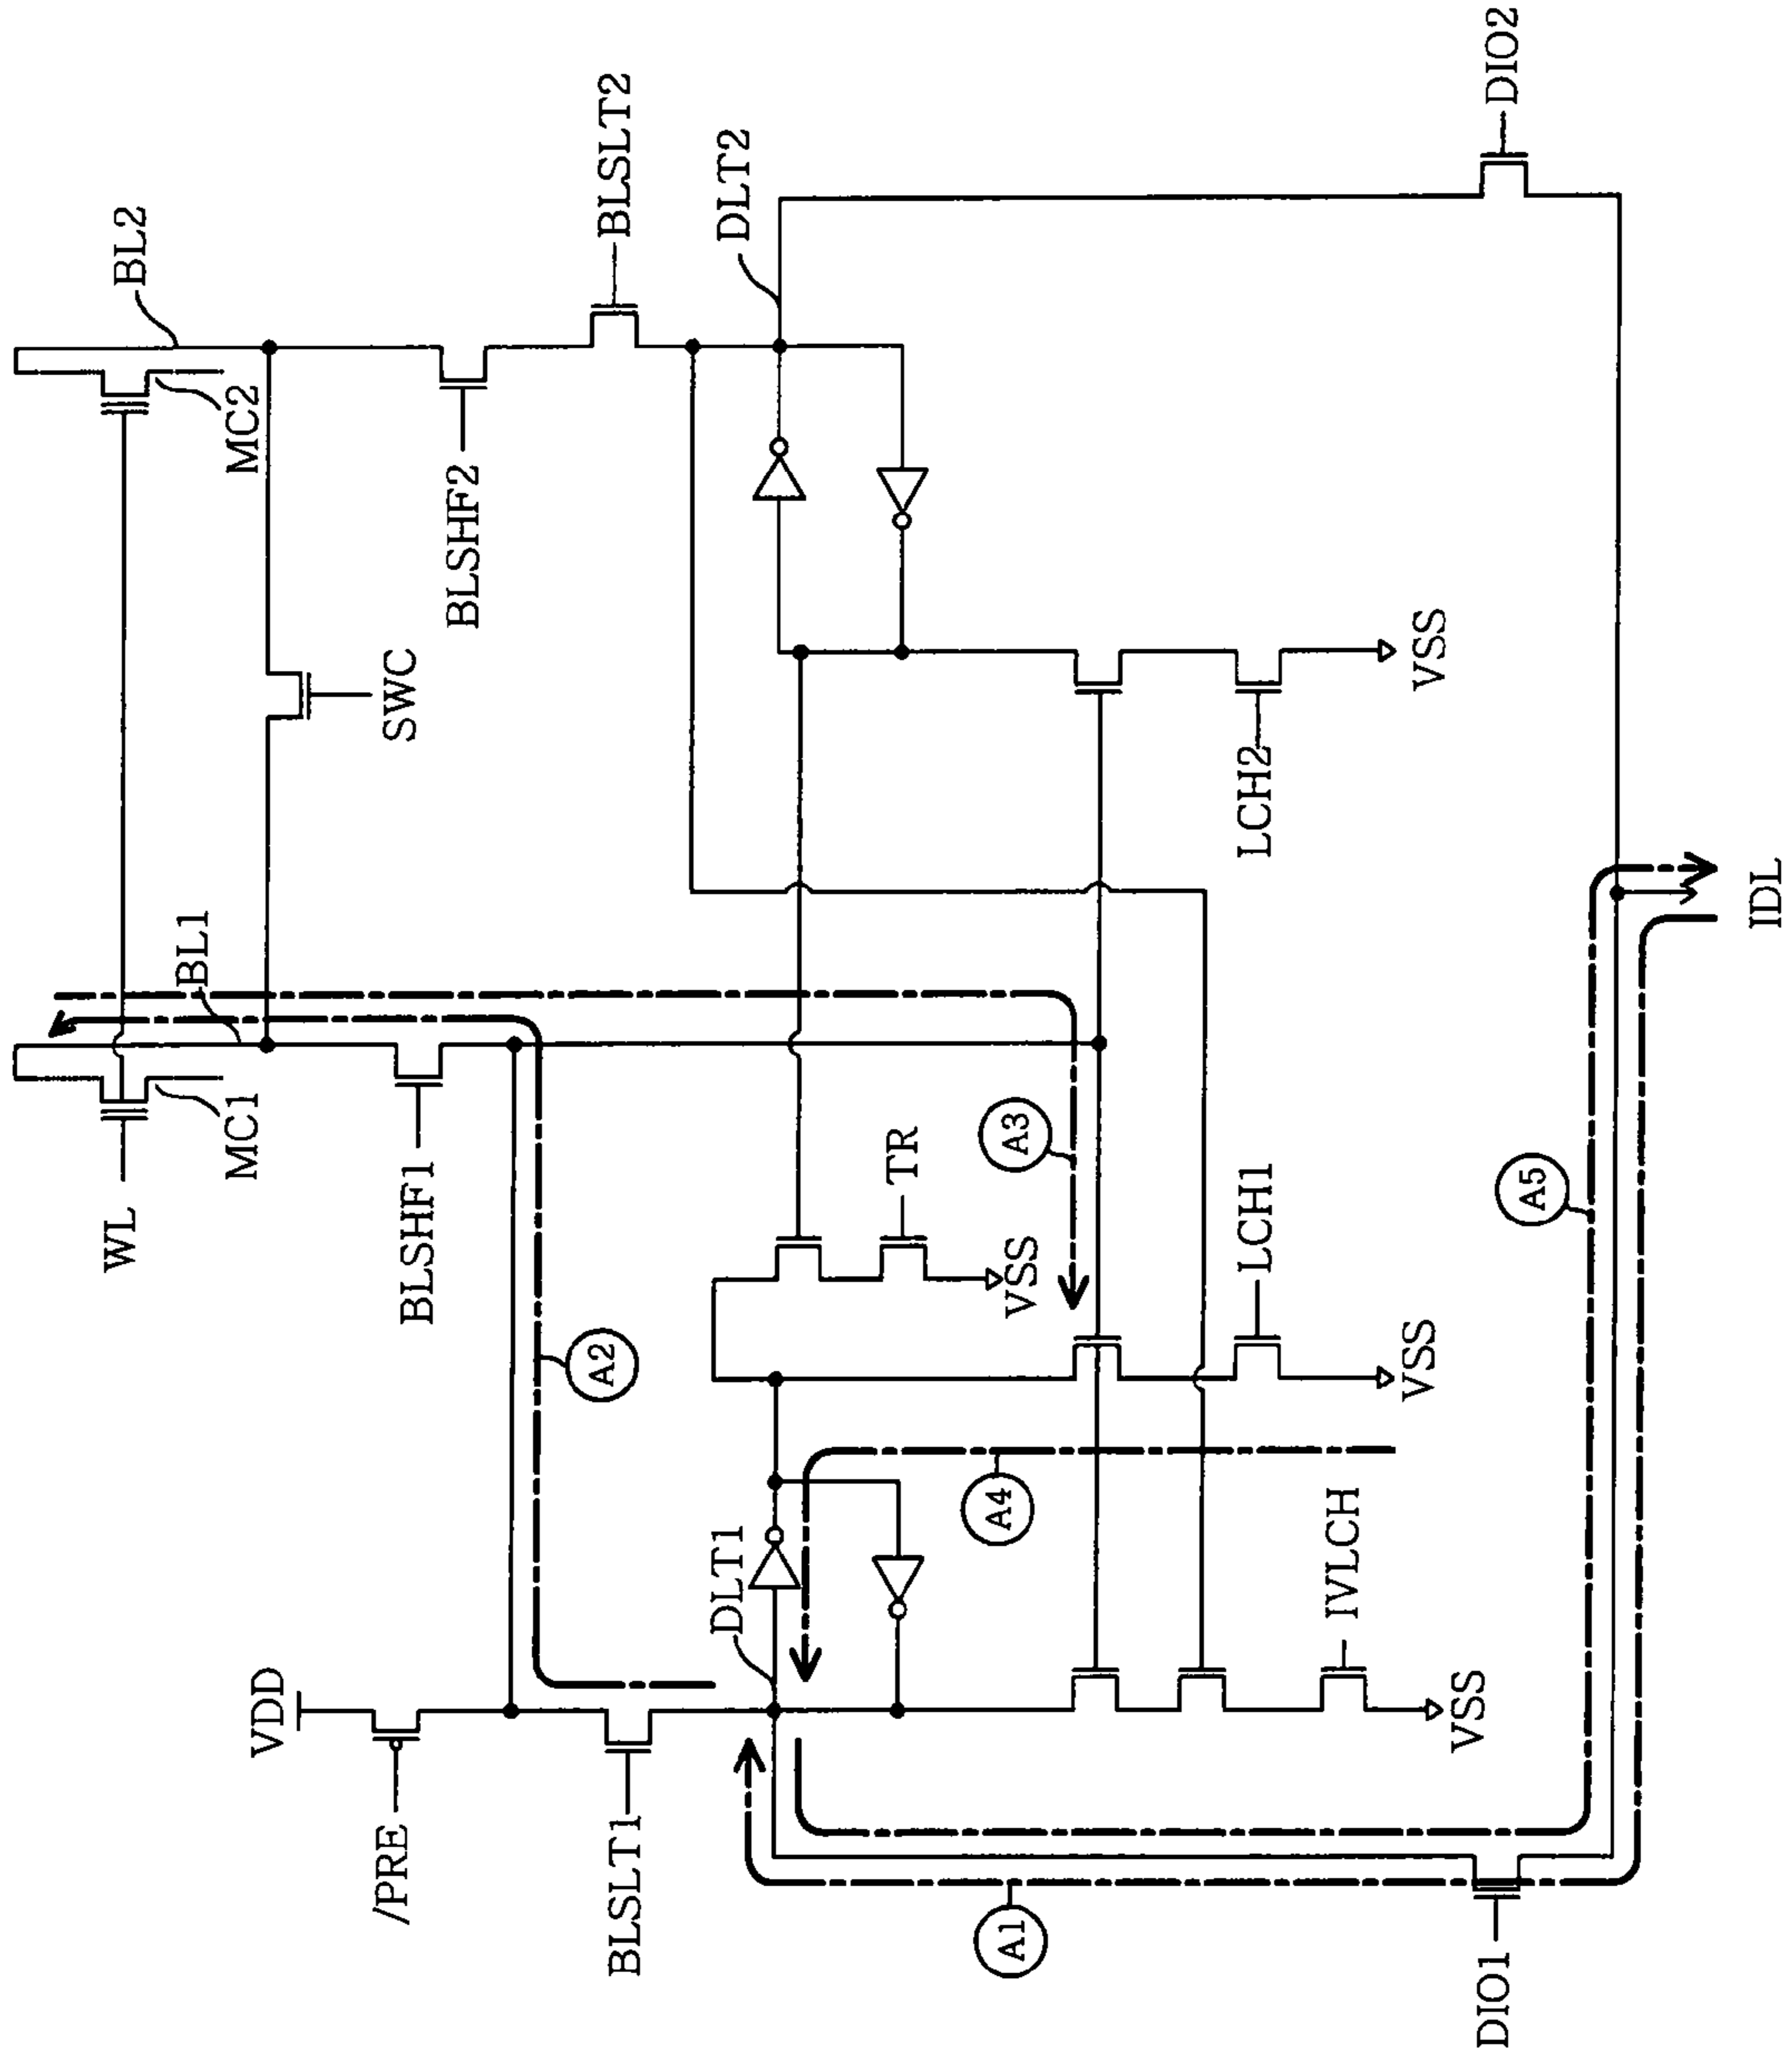 WL
MC1
BL1
MC2
BL2
SWC
VDD
/PRE
BLSHF1
BLSHF2
BLSLT1
BLSLT2
A2
DLT1
DLT2
TR
VSS
A3
A4
A1
LCH1
LCH2
IVLCH
VSS
VSS
VSS
A5
DIO1
DIO2
IDL